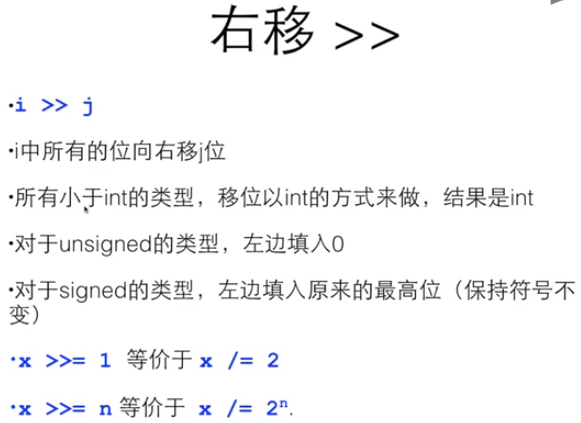 右移 >>
•i >> j
•i中所有的位向右移j位
•所有小于int的类型，移位以int的方式来做，结果是int
•对于unsigned的类型，左边填入0
•对于signed的类型，左边填入原来的最高位（保持符号不
变）
•x >>= 1 等价于 x /= 2
•x >>= n 等价于 x /= 2ⁿ.